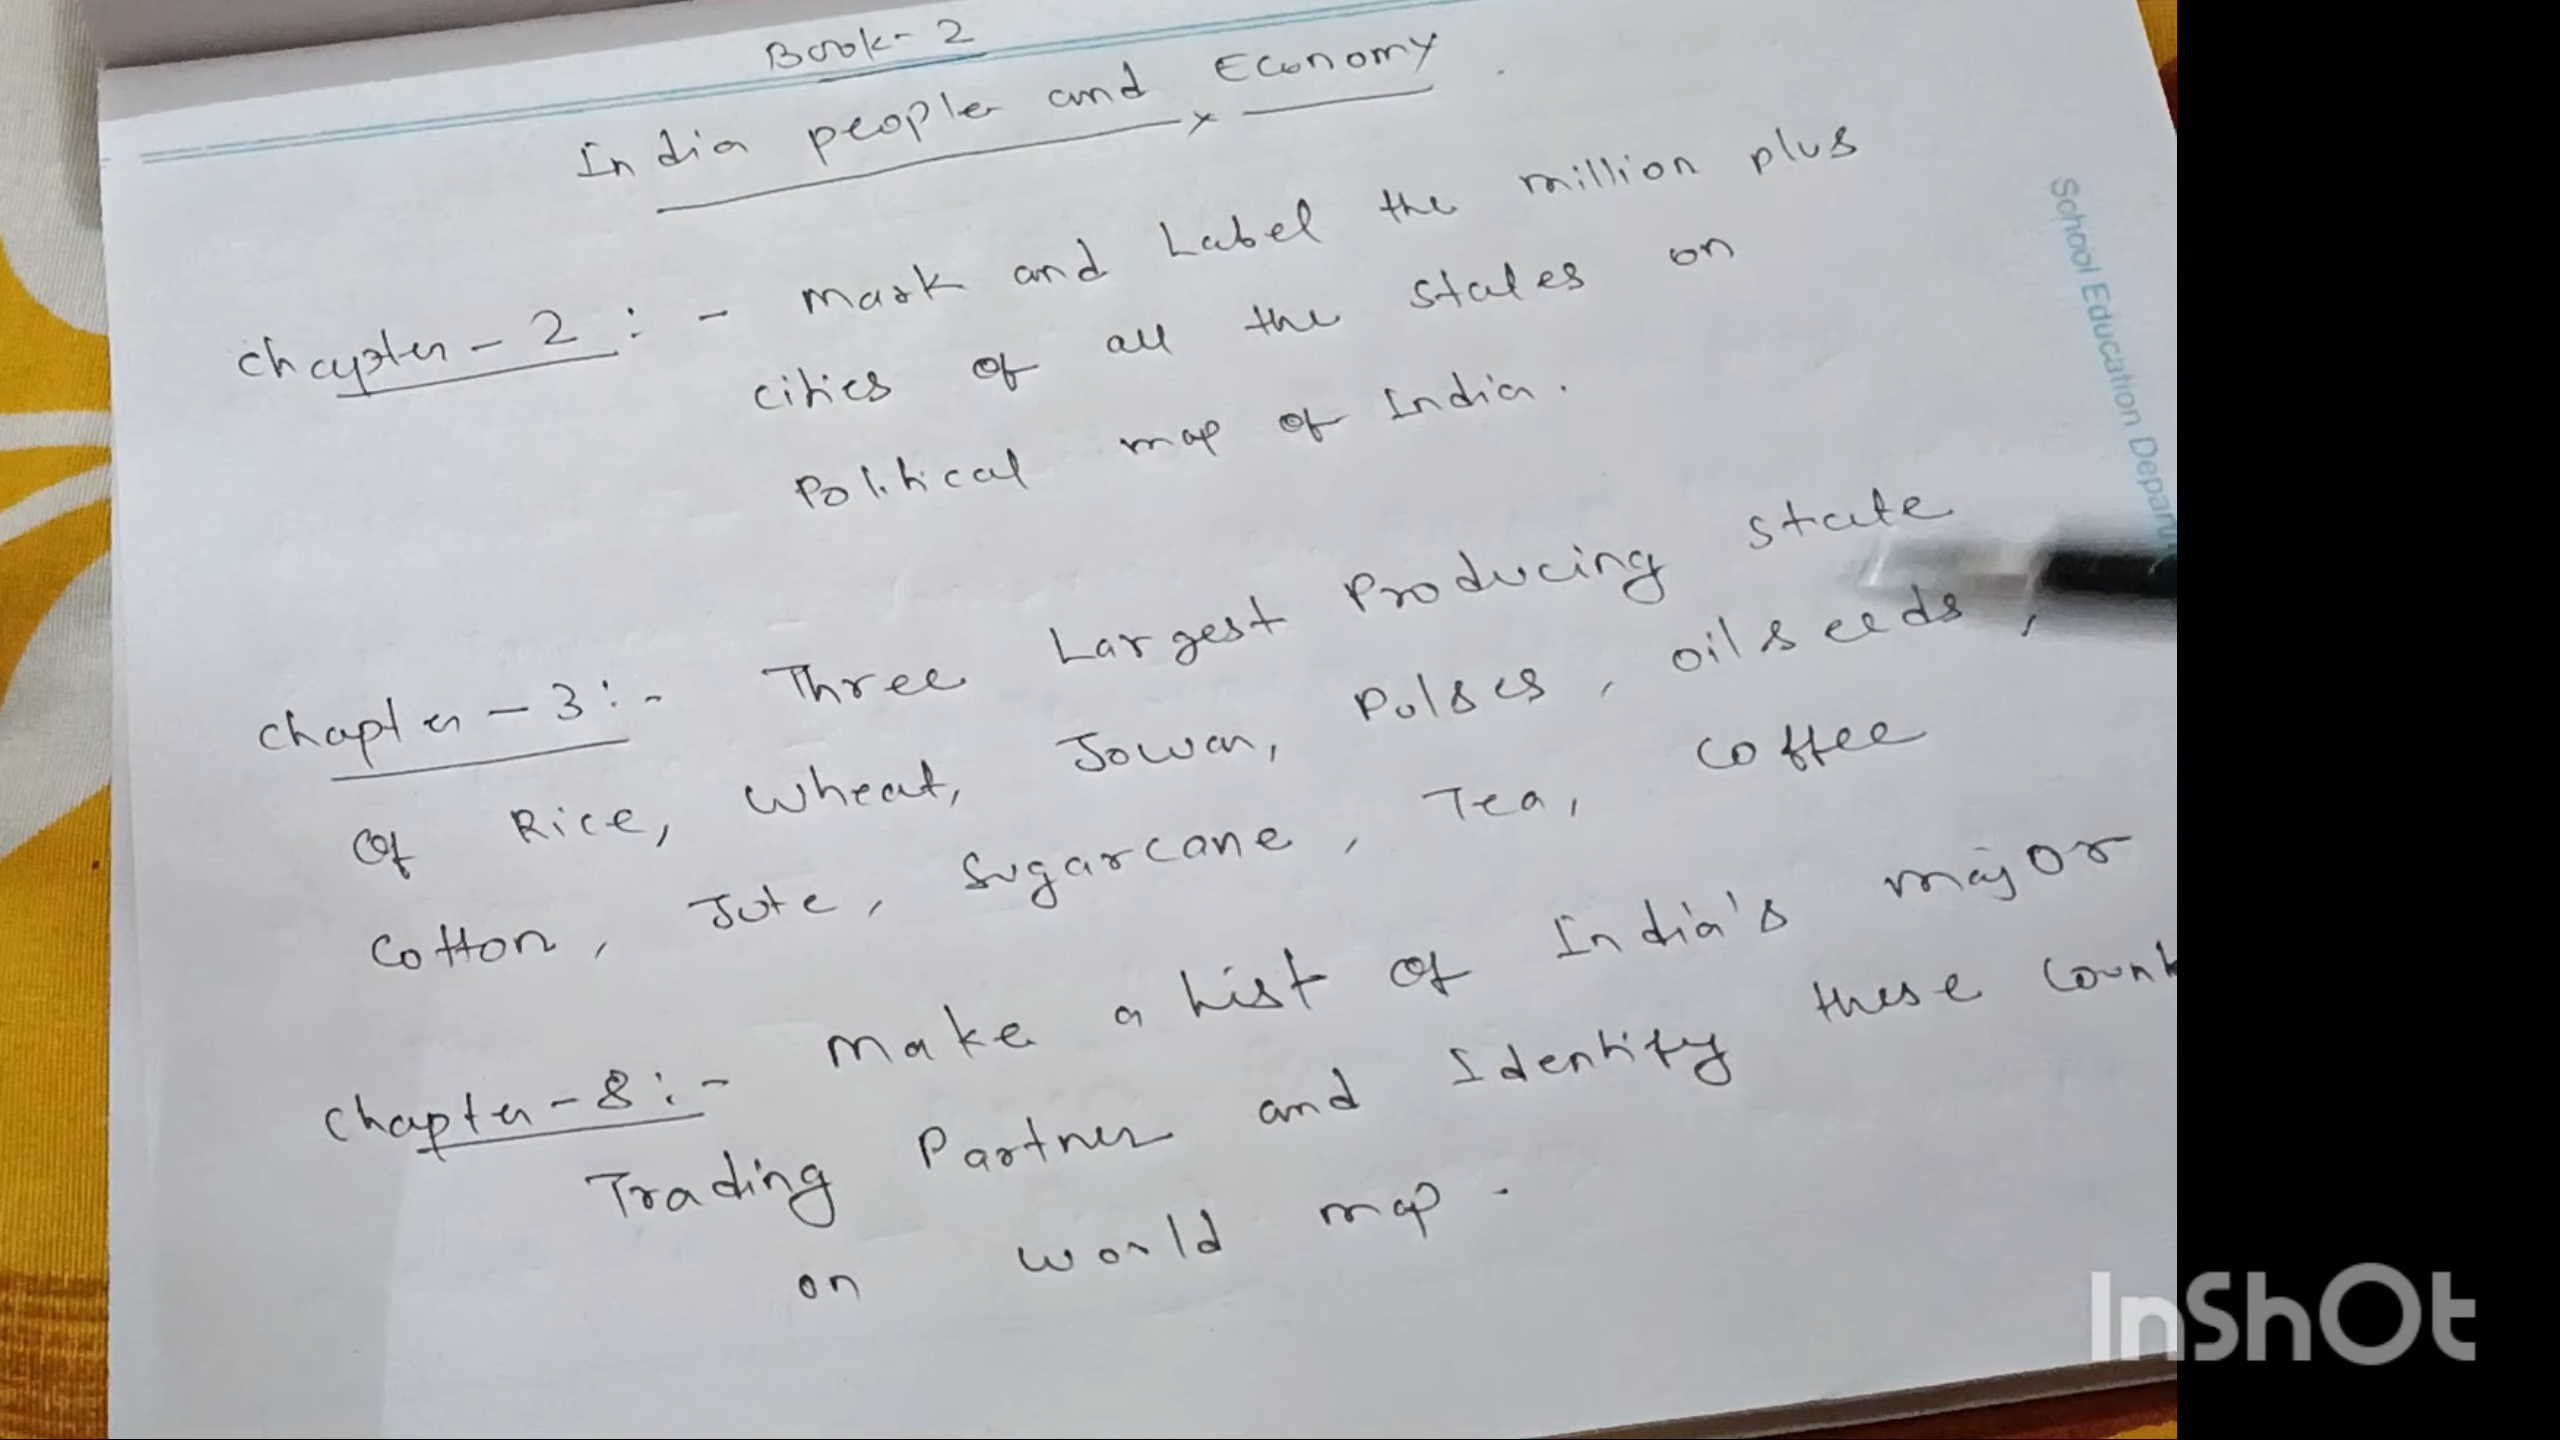 Book-2
India people and Economy
Chapter-2:- Mark and Label the million plus
cities of all the states on
Political map of India.
Chapter-3:- Three Largest Producing state
of Rice, Wheat, Jowar, Pulses, oilseeds,
Cotton, Jute, Sugarcane, Tea, Coffee
Chapter-8:- Make a List of India's major
Trading Partner and Identify these
on World map.
School Education
InShOt